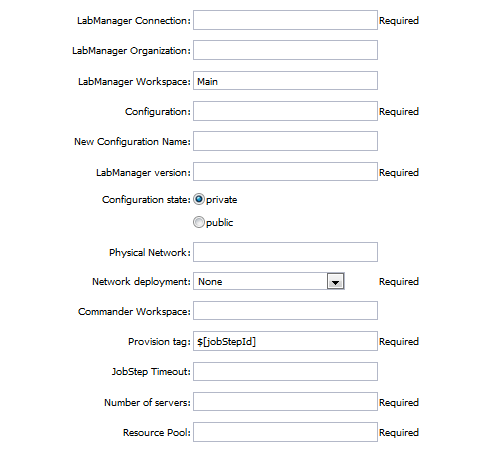 LabManager Connection: Required
LabManager Organization:
LabManager Workspace: Main
Configuration: Required
New Configuration Name:
LabManager version: Required
Configuration state: private
public
Physical Network:
Network deployment: None Required
Commander Workspace:
Provision tag: $[jobStepId] Required
JobStep Timeout:
Number of servers: Required
Resource Pool: Required